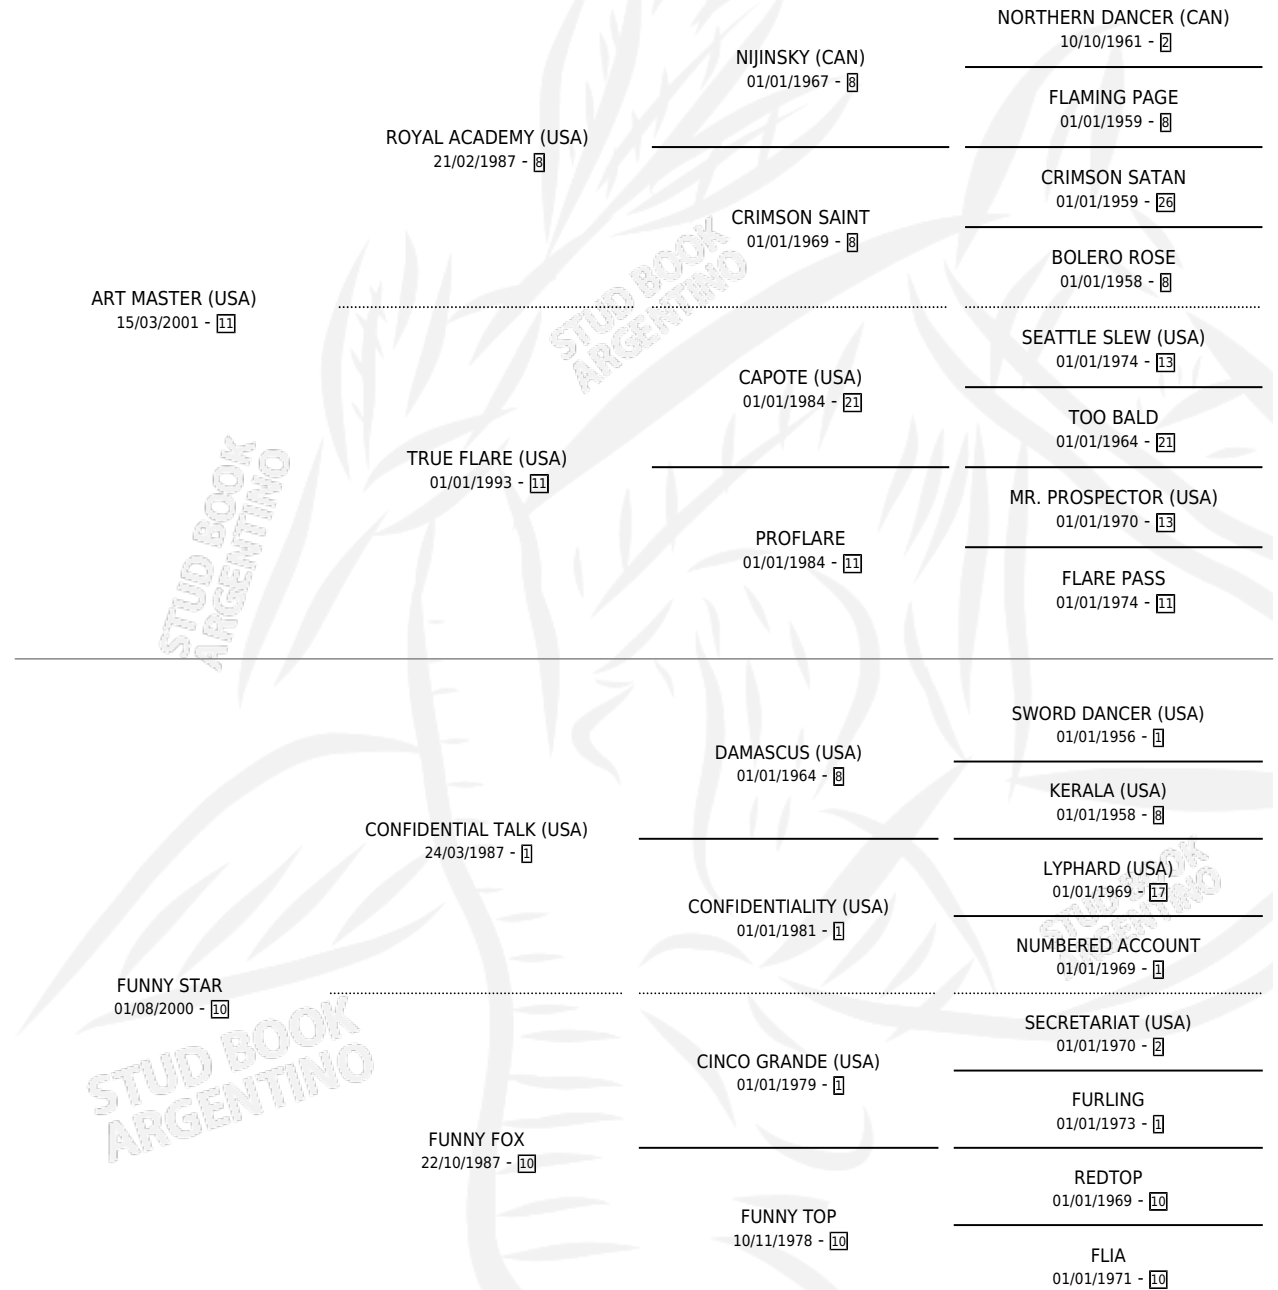 NORTHERN DANCER (CAN)
10/10/1961 - 2
NIJINSKY (CAN)
01/01/1967 - 8
FLAMING PAGE
01/01/1959 - 8
ROYAL ACADEMY (USA)
21/02/1987 - 8
CRIMSON SATAN
01/01/1959 - 26
CRIMSON SAINT
01/01/1969 - 8
BOLERO ROSE
01/01/1958 - 8
ART MASTER (USA)
15/03/2001 - 11
SEATTLE SLEW (USA)
01/01/1974 - 13
CAPOTE (USA)
01/01/1984 - 21
TOO BALD
01/01/1964 - 21
TRUE FLARE (USA)
01/01/1993 - 11
MR. PROSPECTOR (USA)
01/01/1970 - 13
PROFLARE
01/01/1984 - 11
FLARE PASS
01/01/1974 - 11
STUD BOOK
ARGENTINO
STUD BOOK
ARGENTINO
SWORD DANCER (USA)
01/01/1956 - 1
DAMASCUS (USA)
01/01/1964 - 8
KERALA (USA)
01/01/1958 - 8
CONFIDENTIAL TALK (USA)
24/03/1987 - 1
LYPHARD (USA)
01/01/1969 - 17
CONFIDENTIALITY (USA)
01/01/1981 - 1
NUMBERED ACCOUNT
01/01/1969 - 1
STUD BOOK
ARGENTINO
FUNNY STAR
01/08/2000 - 10
SECRETARIAT (USA)
01/01/1970 - 2
CINCO GRANDE (USA)
01/01/1979 - 1
FURLING
01/01/1973 - 1
STUD BOOK
ARGENTINO
FUNNY FOX
22/10/1987 - 10
REDTOP
01/01/1969 - 10
FUNNY TOP
10/11/1978 - 10
FLIA
01/01/1971 - 10